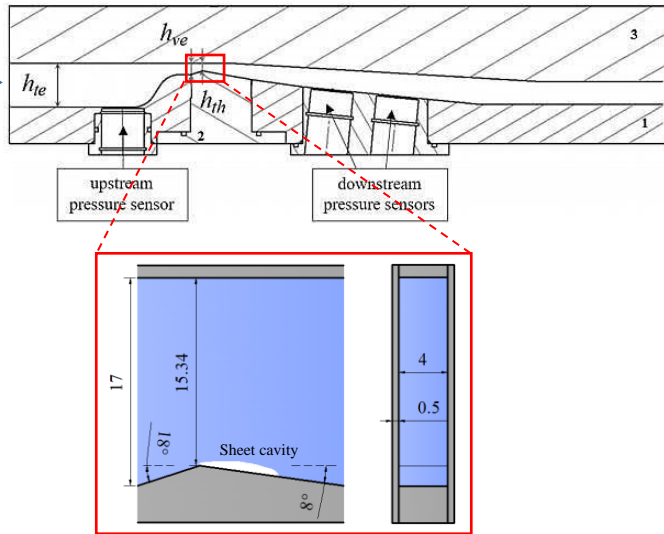 h_ve
3
h_te
h_th
1
2
upstream
pressure sensor
downstream
pressure sensors
17
15.34
18°
Sheet cavity
8°
4
0.5